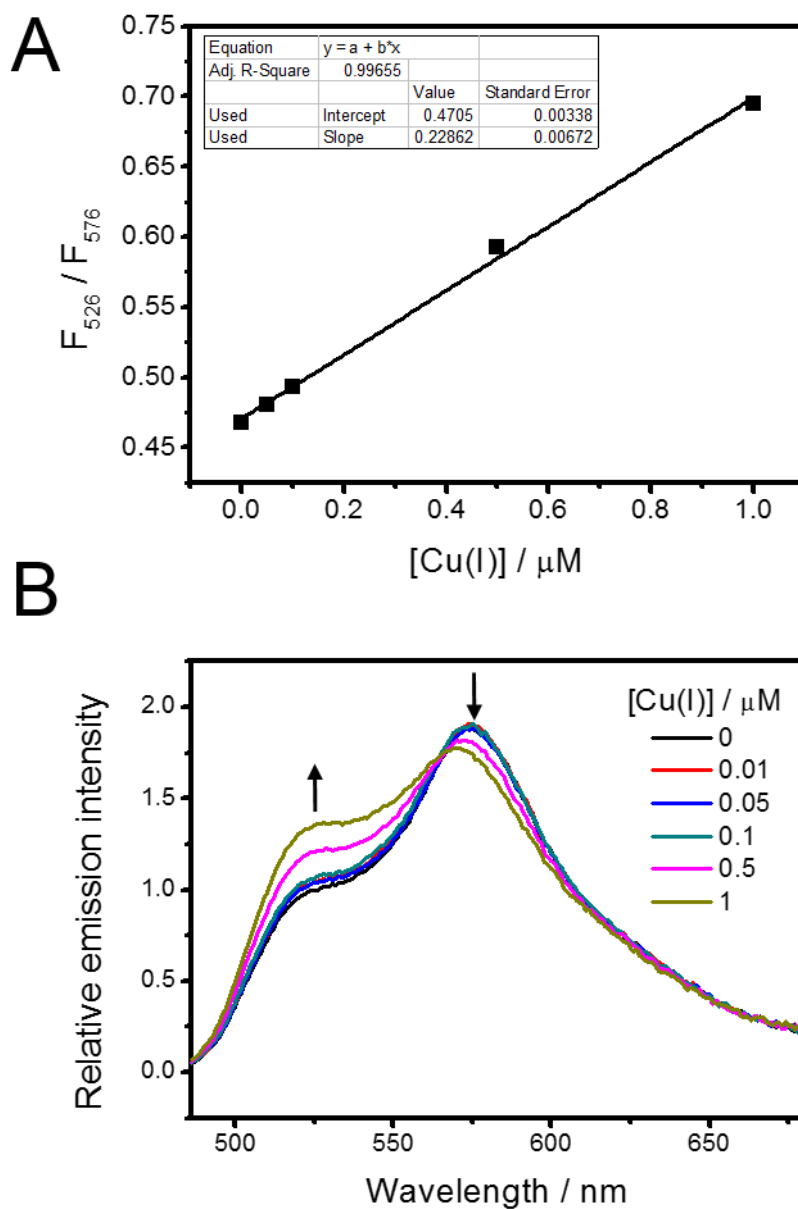 A
0.75
0.70
0.65
0.60
0.55
0.50
0.45
F526 / F576
Equation y = a + b*x
Adj. R-Square 0.99655
Value Standard Error
Used Intercept 0.4705 0.00338
Used Slope 0.22862 0.00672
0.0 0.2 0.4 0.6 0.8 1.0
[Cu(I)] / μM
B
2.0
1.5
1.0
0.5
0.0
Relative emission intensity
[Cu(I)] / μM
0
0.01
0.05
0.1
0.5
1
500 550 600 650
Wavelength / nm